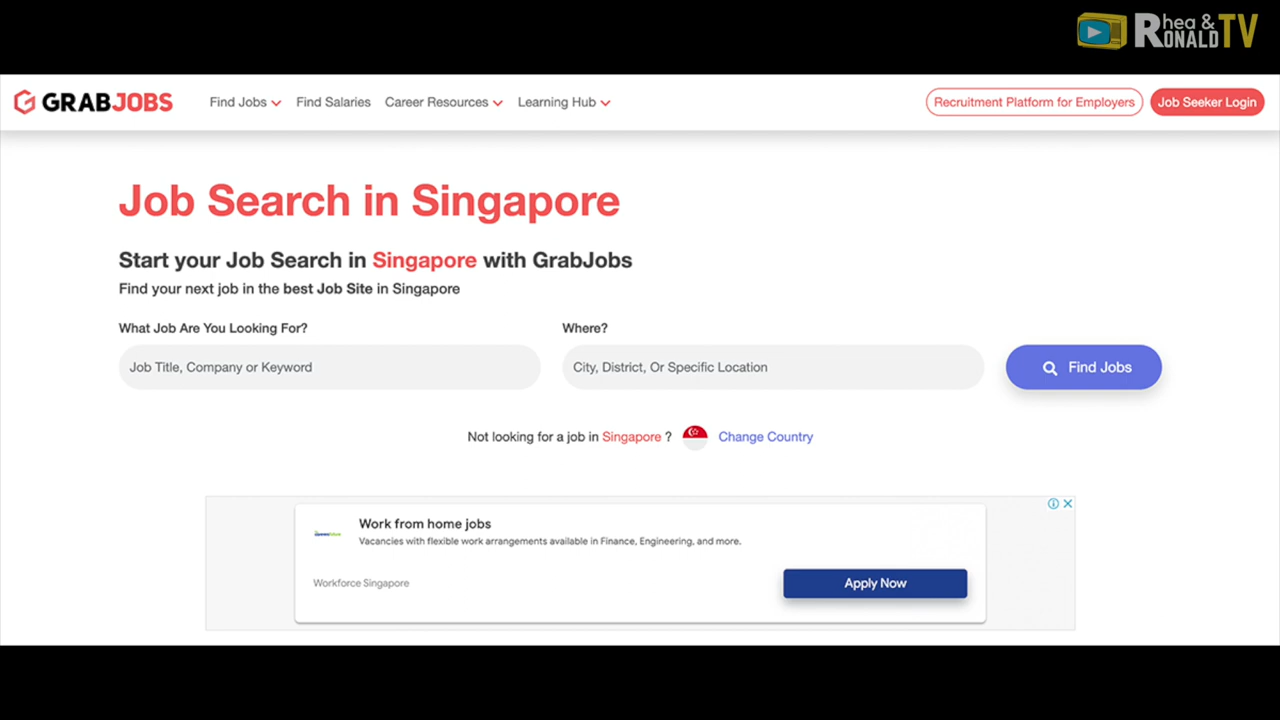 Rhea & RonaldTV
GRABJOBS
Find Jobs
Find Salaries
Career Resources
Learning Hub
Recruitment Platform for Employers
Job Seeker Login
Job Search in Singapore
Start your Job Search in Singapore with GrabJobs
Find your next job in the best Job Site in Singapore
What Job Are You Looking For?
Where?
Job Title, Company or Keyword
City, District, Or Specific Location
Find Jobs
Not looking for a job in Singapore ?
Change Country
Work from home jobs
Vacancies with flexible work arrangements available in Finance, Engineering, and more.
Workforce Singapore
Apply Now